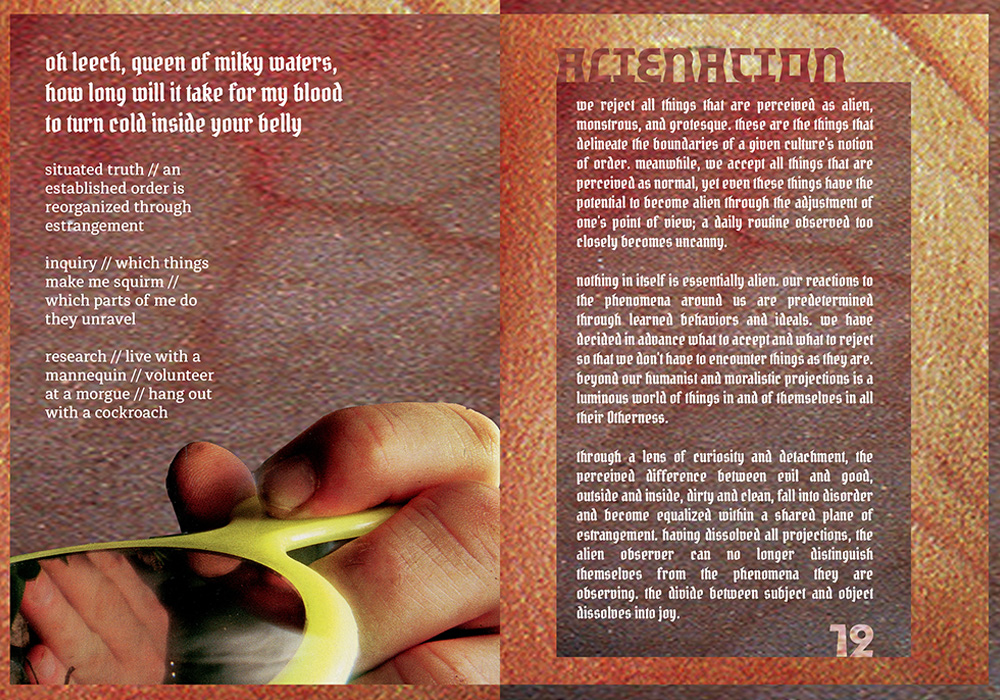 oh leech, queen of milky waters,
how long will it take for my blood
to turn cold inside your belly
situated truth // an
established order is
reorganized through
estrangement
inquiry // which things
make me squirm //
which parts of me do
they unravel
research // live with a
mannequin // volunteer
at a morgue // hang out
with a cockroach
ALIENATION
we reject all things that are perceived as alien,
monstrous, and grotesque. these are the things that
delineate the boundaries of a given culture's notion
of order. meanwhile, we accept all things that are
perceived as normal, yet even these things have the
potential to become alien through the adjustment of
one's point of view; a daily routine observed too
closely becomes uncanny.
nothing in itself is essentially alien. our reactions to
the phenomena around us are predetermined
through learned behaviors and ideals. we have
decided in advance what to accept and what to reject
so that we don't have to encounter things as they are.
beyond our humanist and moralistic projections is a
luminous world of things in and of themselves in all
their Otherness.
through a lens of curiosity and detachment, the
perceived difference between evil and good,
outside and inside, dirty and clean, fall into disorder
and become equalized within a shared plane of
estrangement. having dissolved all projections, the
alien observer can no longer distinguish
themselves from the phenomena they are
observing. the divide between subject and object
dissolves into joy.
12